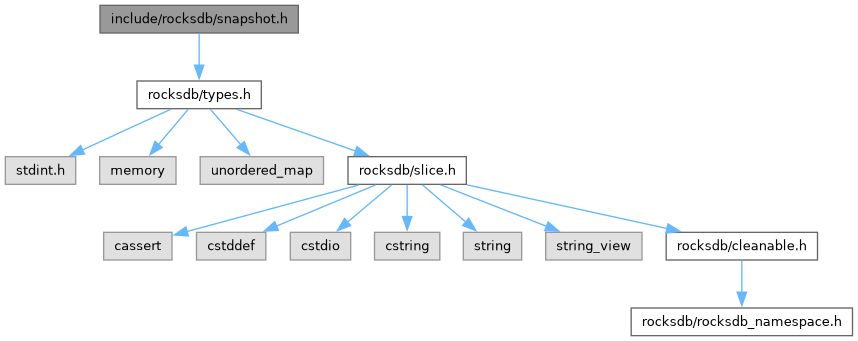 include/rocksdb/snapshot.h
rocksdb/types.h
stdint.h
memory
unordered_map
rocksdb/slice.h
cassert
cstddef
cstdio
cstring
string
string_view
rocksdb/cleanable.h
rocksdb/rocksdb_namespace.h